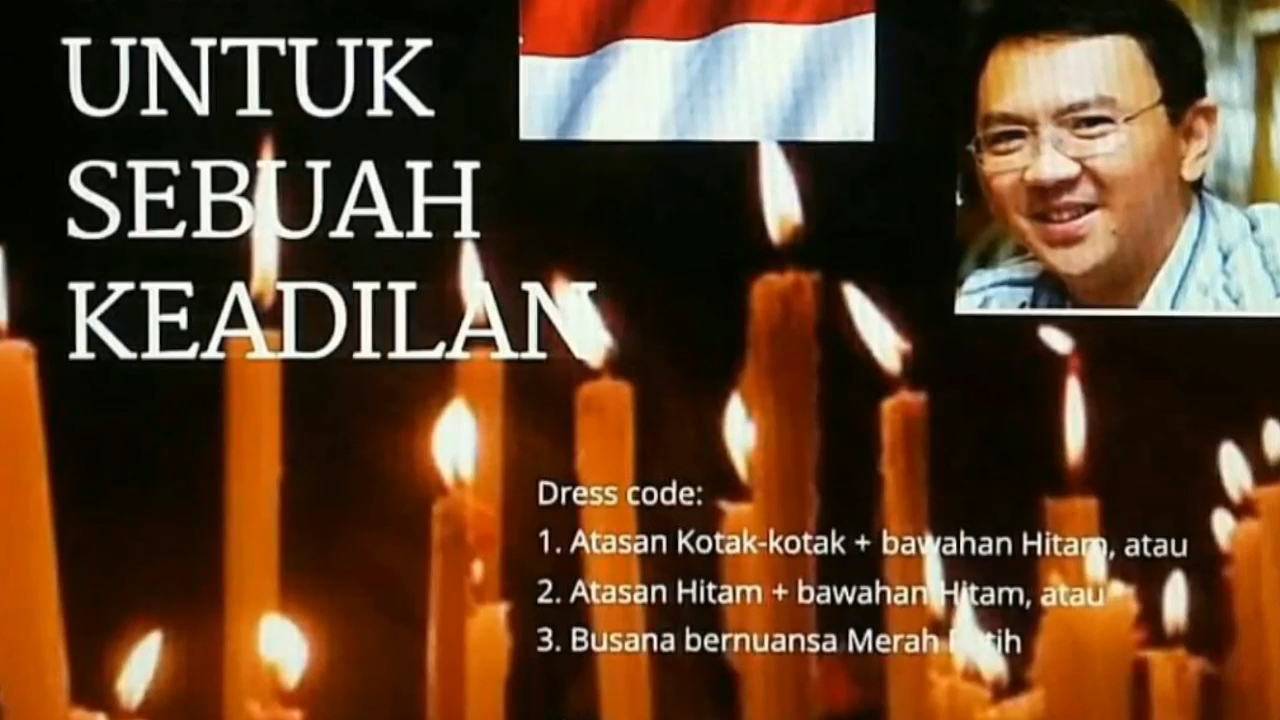 UNTUK
SEBUAH
KEADILAN
Dress code:
1. Atasan Kotak-kotak + bawahan Hitam, atau
2. Atasan Hitam + bawahan Hitam, atau
3. Busana bernuansa Merah Putih